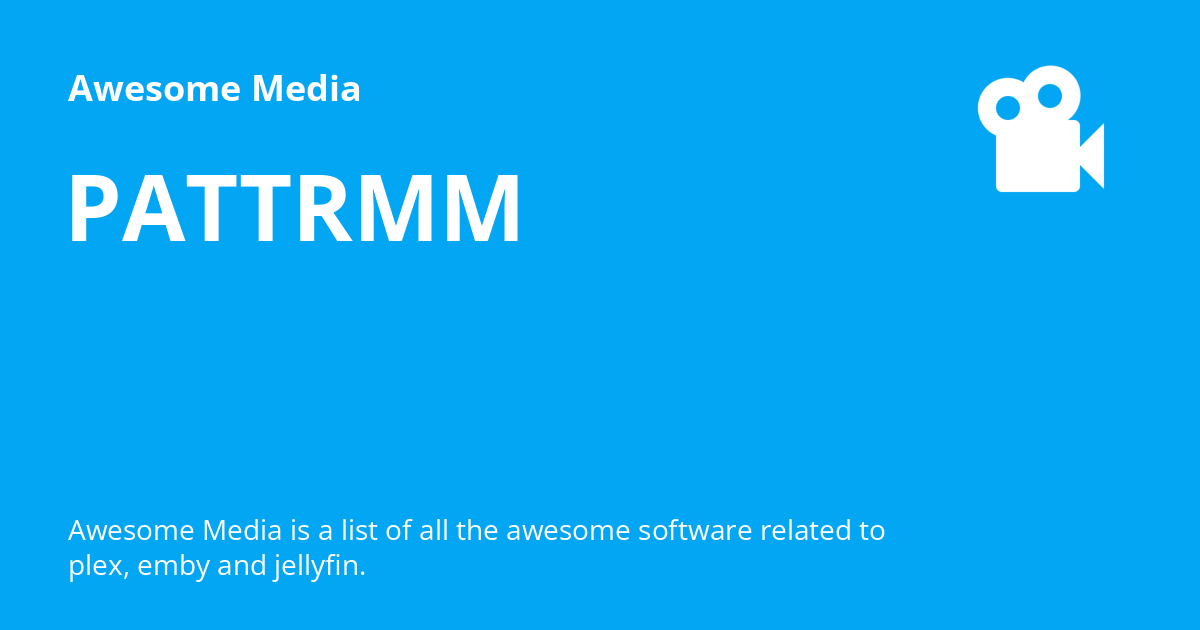 Awesome Media
PATTRMM
Awesome Media is a list of all the awesome software related to
plex, emby and jellyfin.